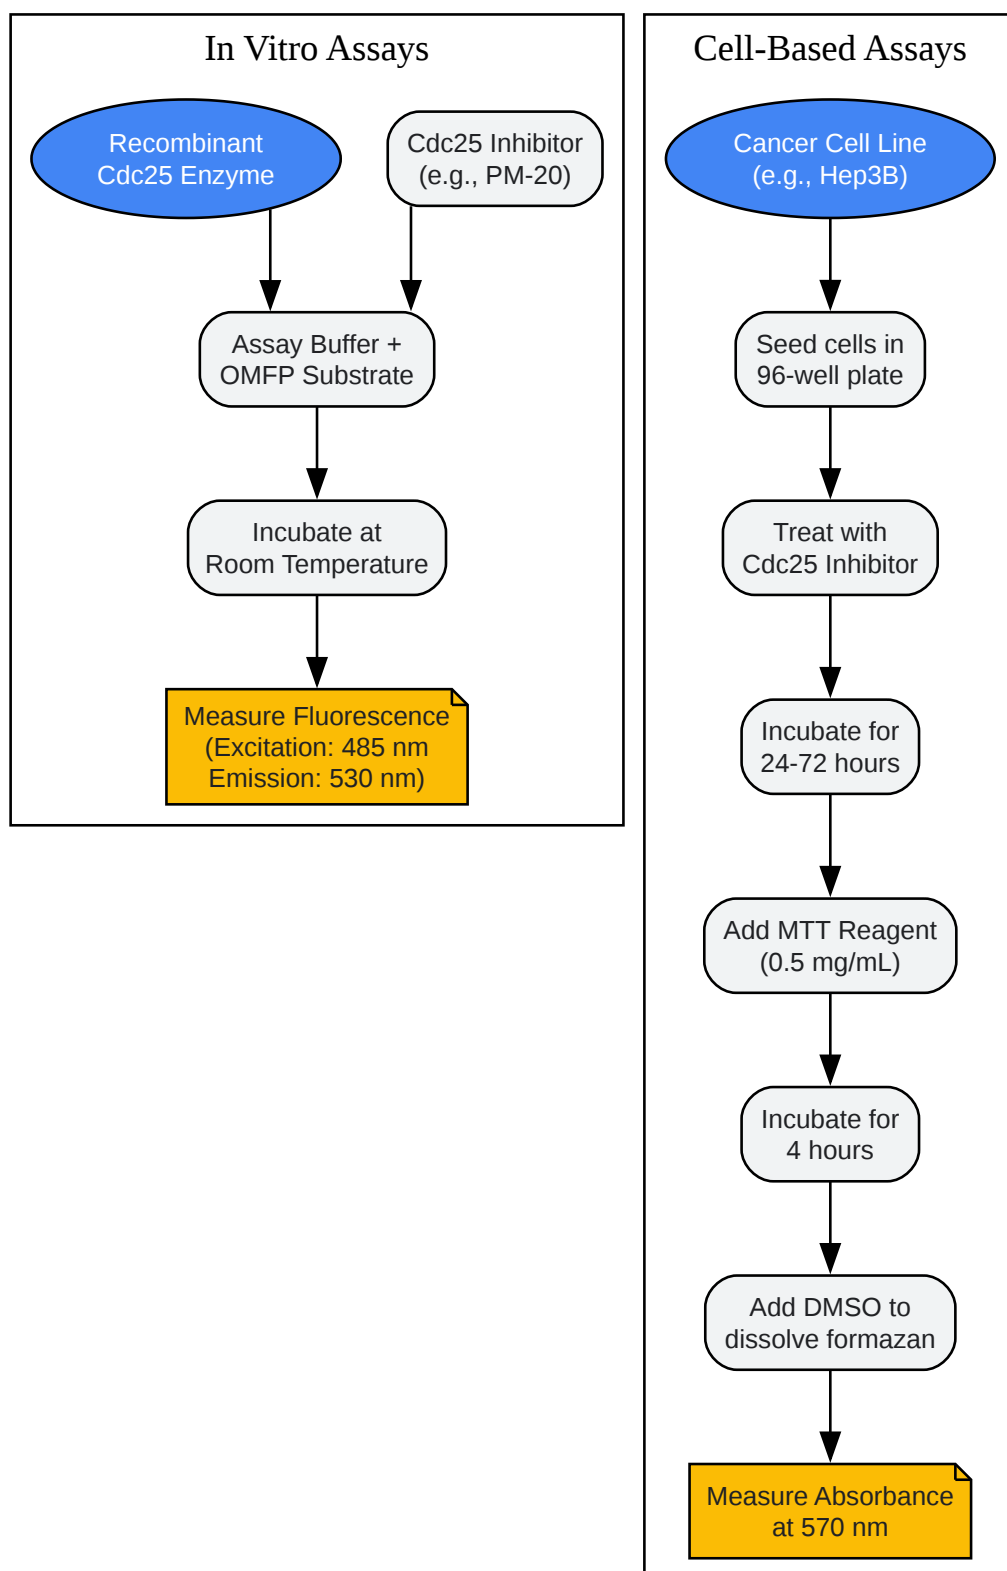 In Vitro Assays
Recombinant
Cdc25 Enzyme
Cdc25 Inhibitor
(e.g., PM-20)
Assay Buffer +
OMFP Substrate
Incubate at
Room Temperature
Measure Fluorescence
(Excitation: 485 nm
Emission: 530 nm)
Cell-Based Assays
Cancer Cell Line
(e.g., Hep3B)
Seed cells in
96-well plate
Treat with
Cdc25 Inhibitor
Incubate for
24-72 hours
Add MTT Reagent
(0.5 mg/mL)
Incubate for
4 hours
Add DMSO to
dissolve formazan
Measure Absorbance
at 570 nm